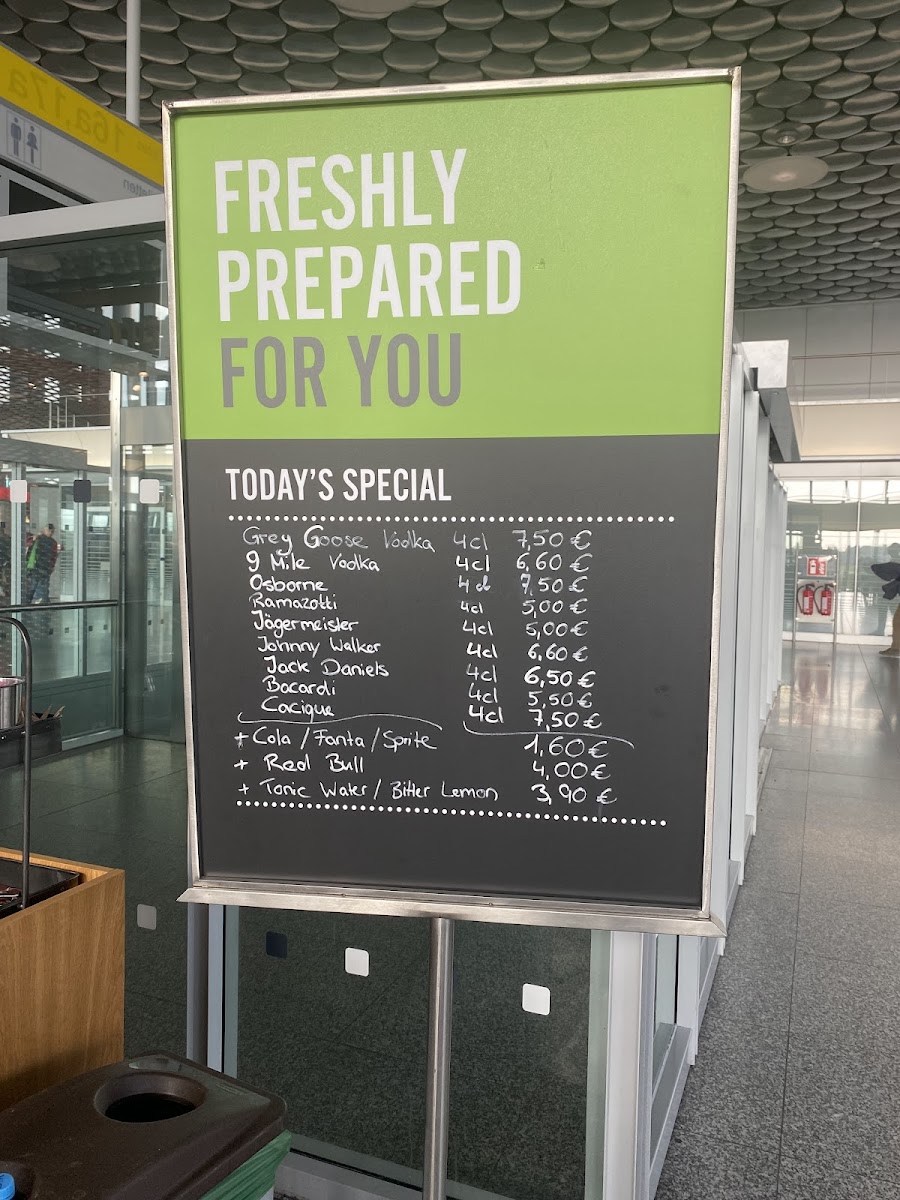 16a,17a
etten
FRESHLY
PREPARED
FOR YOU
TODAY'S SPECIAL
Grey Goose Vodka 4cl 7,50 €
9 Mile Vodka 4cl 6,60 €
Osborne 4cl 7,50 €
Ramazotti 4cl 5,00 €
Jägermeister 4cl 5,00 €
Johnny Walker 4cl 6,60 €
Jack Daniels 4cl 6,50 €
Bacardi 4cl 5,50 €
Cacique 4cl 7,50 €
+ Cola / Fanta / Sprite 1,60 €
+ Red Bull 4,00 €
+ Tonic Water / Bitter Lemon 3,90 €